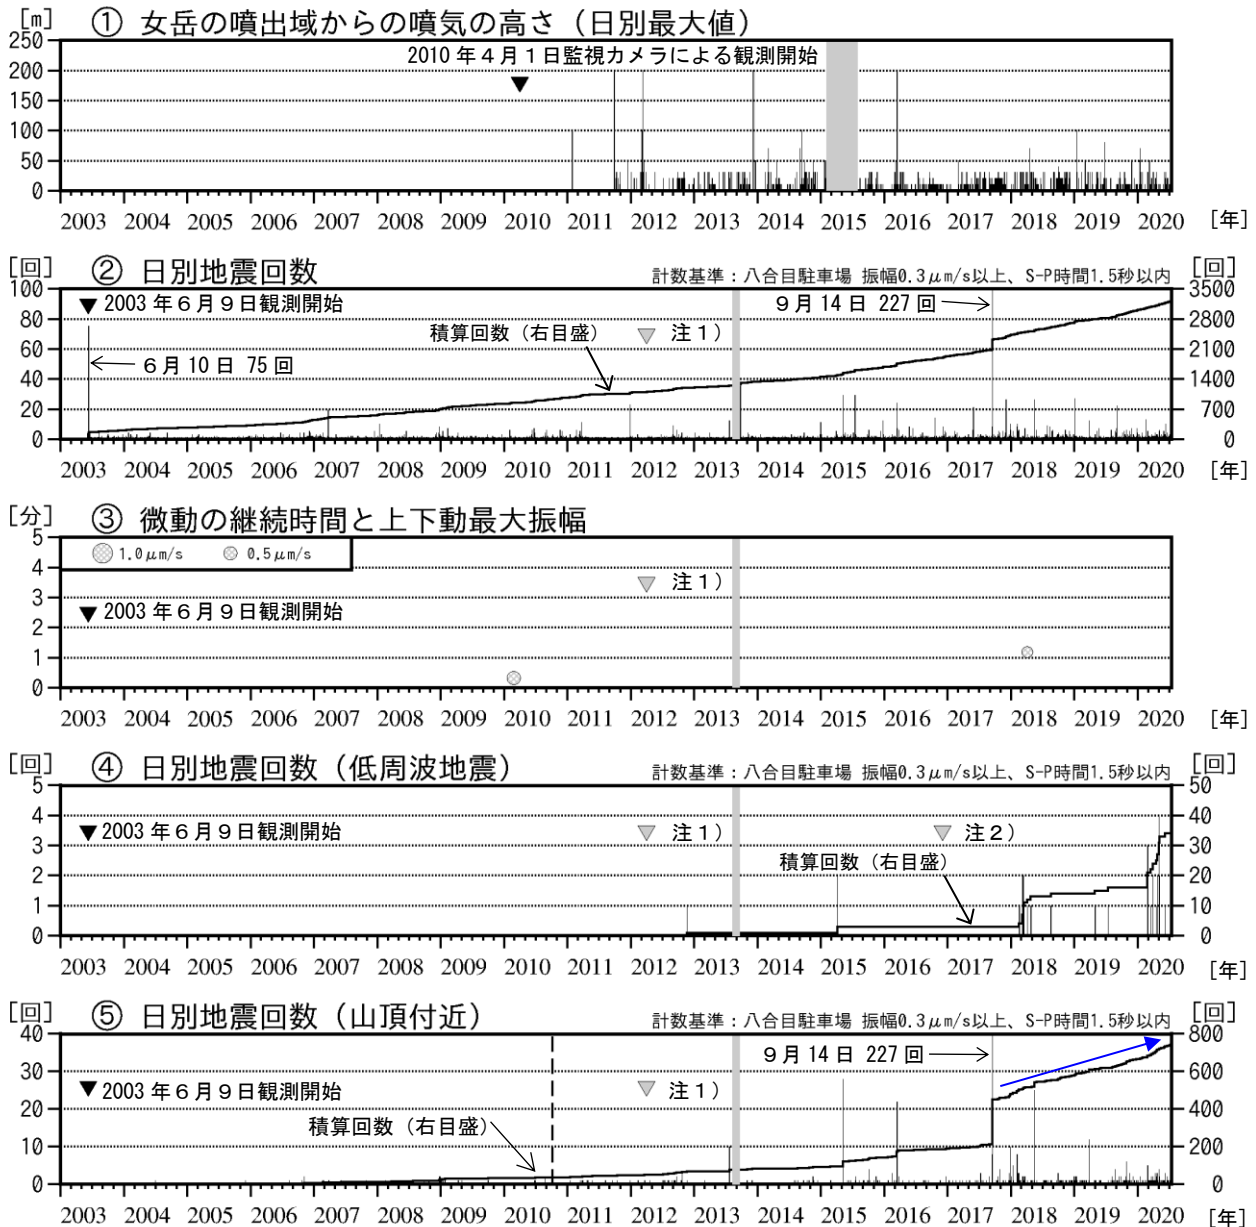 [m] ① 女岳の噴出域からの噴気の高さ（日別最大値）
250
2010年４月１日監視カメラによる観測開始
200
150
100
50
0
2003 2004 2005 2006 2007 2008 2009 2010 2011 2012 2013 2014 2015 2016 2017 2018 2019 2020 [年]
[回] ② 日別地震回数 計数基準：八合目駐車場 振幅0.3μm/s以上、S-P時間1.5秒以内 [回]
100 3500
2003年６月９日観測開始 ９月14日 227回
80 積算回数（右目盛） 注１） 2800
60 ６月10日 75回 2100
40 1400
20 700
0 0
2003 2004 2005 2006 2007 2008 2009 2010 2011 2012 2013 2014 2015 2016 2017 2018 2019 2020 [年]
[分] ③ 微動の継続時間と上下動最大振幅
5
1.0μm/s 0.5μm/s
4
注１）
3
2003年６月９日観測開始
2
1
0
2003 2004 2005 2006 2007 2008 2009 2010 2011 2012 2013 2014 2015 2016 2017 2018 2019 2020 [年]
[回] ④ 日別地震回数（低周波地震） 計数基準：八合目駐車場 振幅0.3μm/s以上、S-P時間1.5秒以内 [回]
5 50
4 40
2003年６月９日観測開始 注１） 注２）
3 30
積算回数（右目盛）
2 20
1 10
0 0
2003 2004 2005 2006 2007 2008 2009 2010 2011 2012 2013 2014 2015 2016 2017 2018 2019 2020 [年]
[回] ⑤ 日別地震回数（山頂付近） 計数基準：八合目駐車場 振幅0.3μm/s以上、S-P時間1.5秒以内 [回]
40 800
９月14日 227回
30 600
2003年６月９日観測開始 注１）
20 400
積算回数（右目盛）
10 200
0 0
2003 2004 2005 2006 2007 2008 2009 2010 2011 2012 2013 2014 2015 2016 2017 2018 2019 2020 [年]